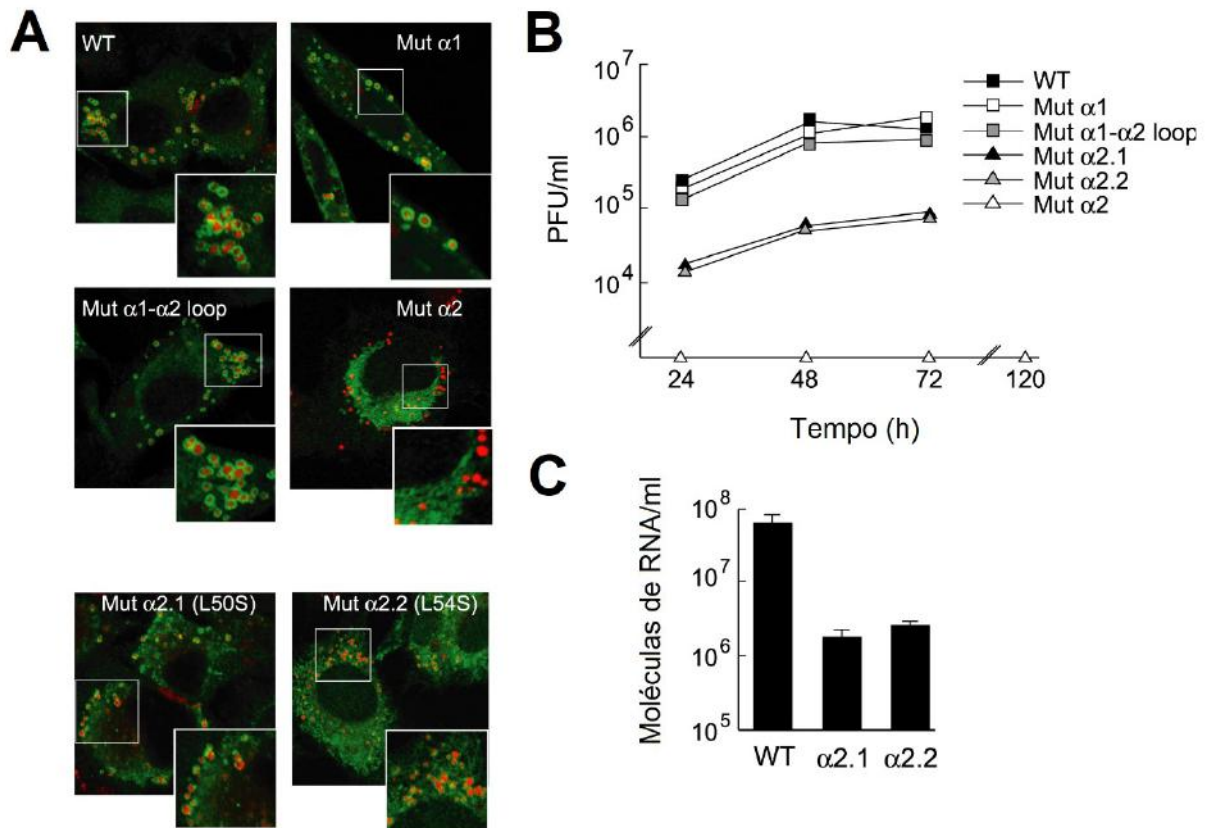 A
WT
Mut α1
Mut α1-α2 loop
Mut α2
Mut α2.1 (L50S)
Mut α2.2 (L54S)
B
PFU/ml
10⁷
10⁶
10⁵
10⁴
24
48
72
120
Tempo (h)
WT
Mut α1
Mut α1-α2 loop
Mut α2.1
Mut α2.2
Mut α2
C
Moléculas de RNA/ml
10⁸
10⁷
10⁶
10⁵
WT
α2.1
α2.2